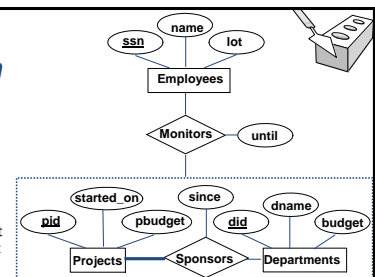 name
ssn
lot
Employees
Monitors
until
started_on
since
dname
pid
pbudget
did
budget
Projects
Sponsors
Departments